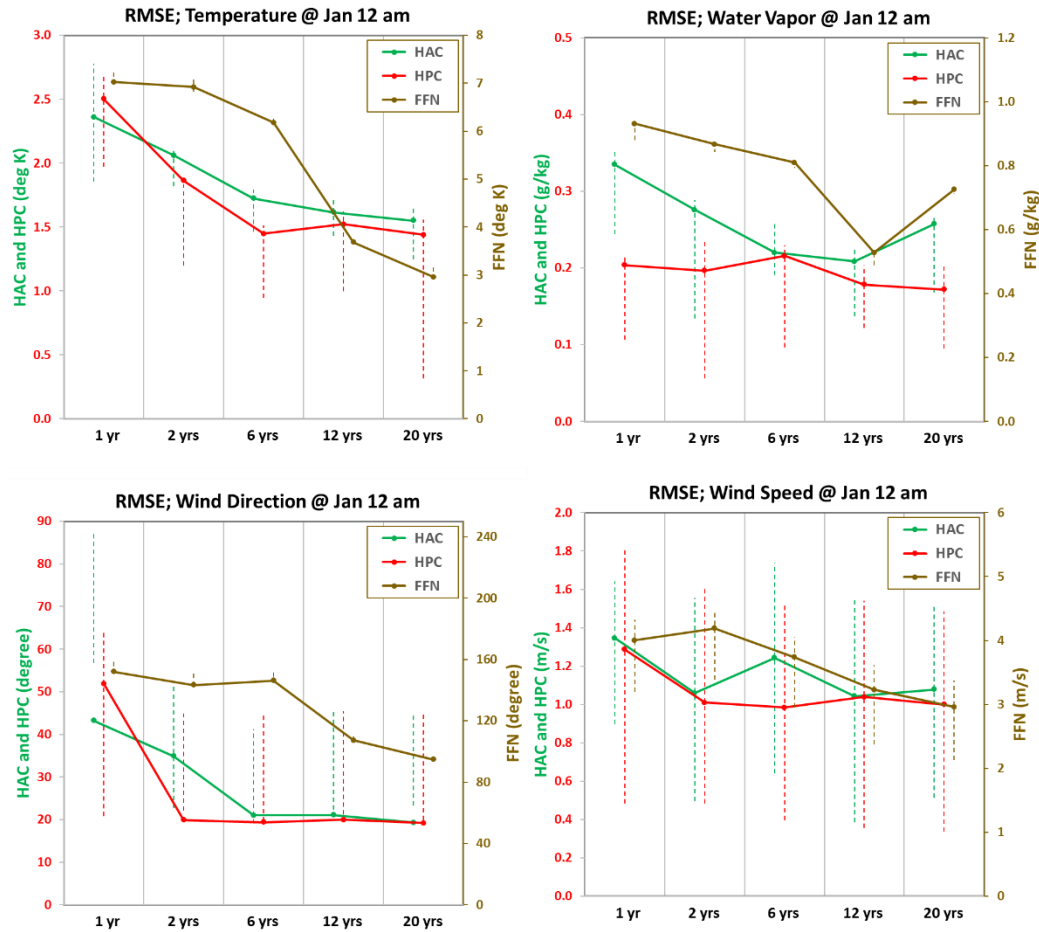 RMSE; Temperature @ Jan 12 am
3.0
2.5
2.0
1.5
1.0
0.5
0.0
HAC and HPC (deg K)
8
7
6
5
4
3
2
1
0
FFN (deg K)
HAC
HPC
FFN
1 yr 2 yrs 6 yrs 12 yrs 20 yrs
RMSE; Water Vapor @ Jan 12 am
0.5
0.4
0.3
0.2
0.1
0.0
HAC and HPC (g/kg)
1.2
1.0
0.8
0.6
0.4
0.2
0.0
FFN (g/kg)
HAC
HPC
FFN
1 yr 2 yrs 6 yrs 12 yrs 20 yrs
RMSE; Wind Direction @ Jan 12 am
90
80
70
60
50
40
30
20
10
0
HAC and HPC (degree)
240
200
160
120
80
40
0
FFN (degree)
HAC
HPC
FFN
1 yr 2 yrs 6 yrs 12 yrs 20 yrs
RMSE; Wind Speed @ Jan 12 am
2.0
1.8
1.6
1.4
1.2
1.0
0.8
0.6
0.4
0.2
0.0
HAC and HPC (m/s)
6
5
4
3
2
1
0
FFN (m/s)
HAC
HPC
FFN
1 yr 2 yrs 6 yrs 12 yrs 20 yrs